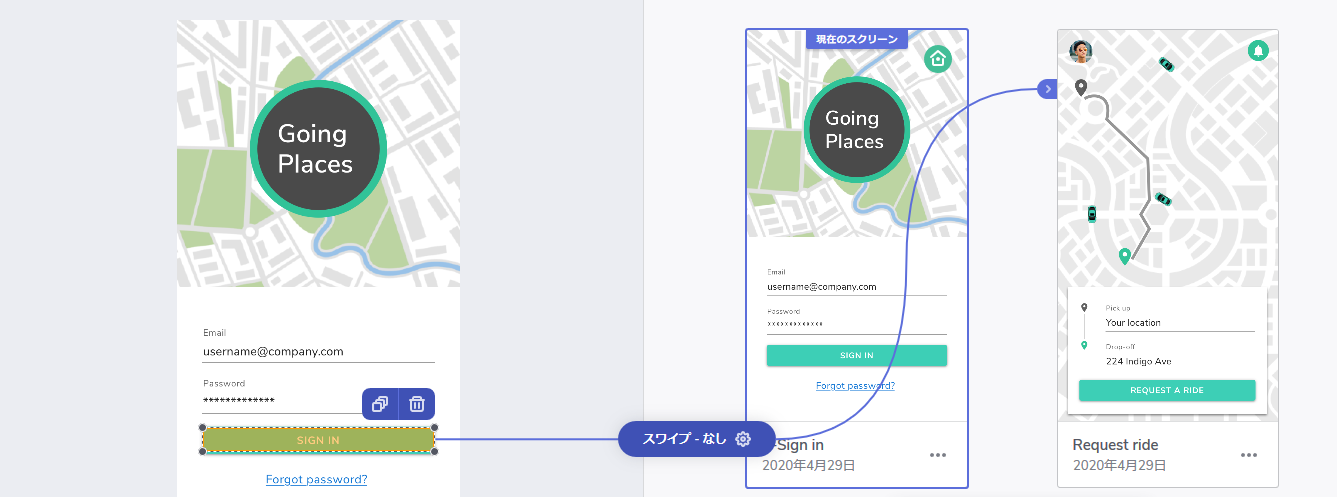 Going
Places
Email
username@company.com
Password
*************
SIGN IN
Forgot password?
スワイプ - なし
現在のスクリーン
Going
Places
Email
username@company.com
Password
*************
SIGN IN
Forgot password?
Sign in
2020年4月29日
Pick up
Your location
Drop-off
224 Indigo Ave
REQUEST A RIDE
Request ride
2020年4月29日